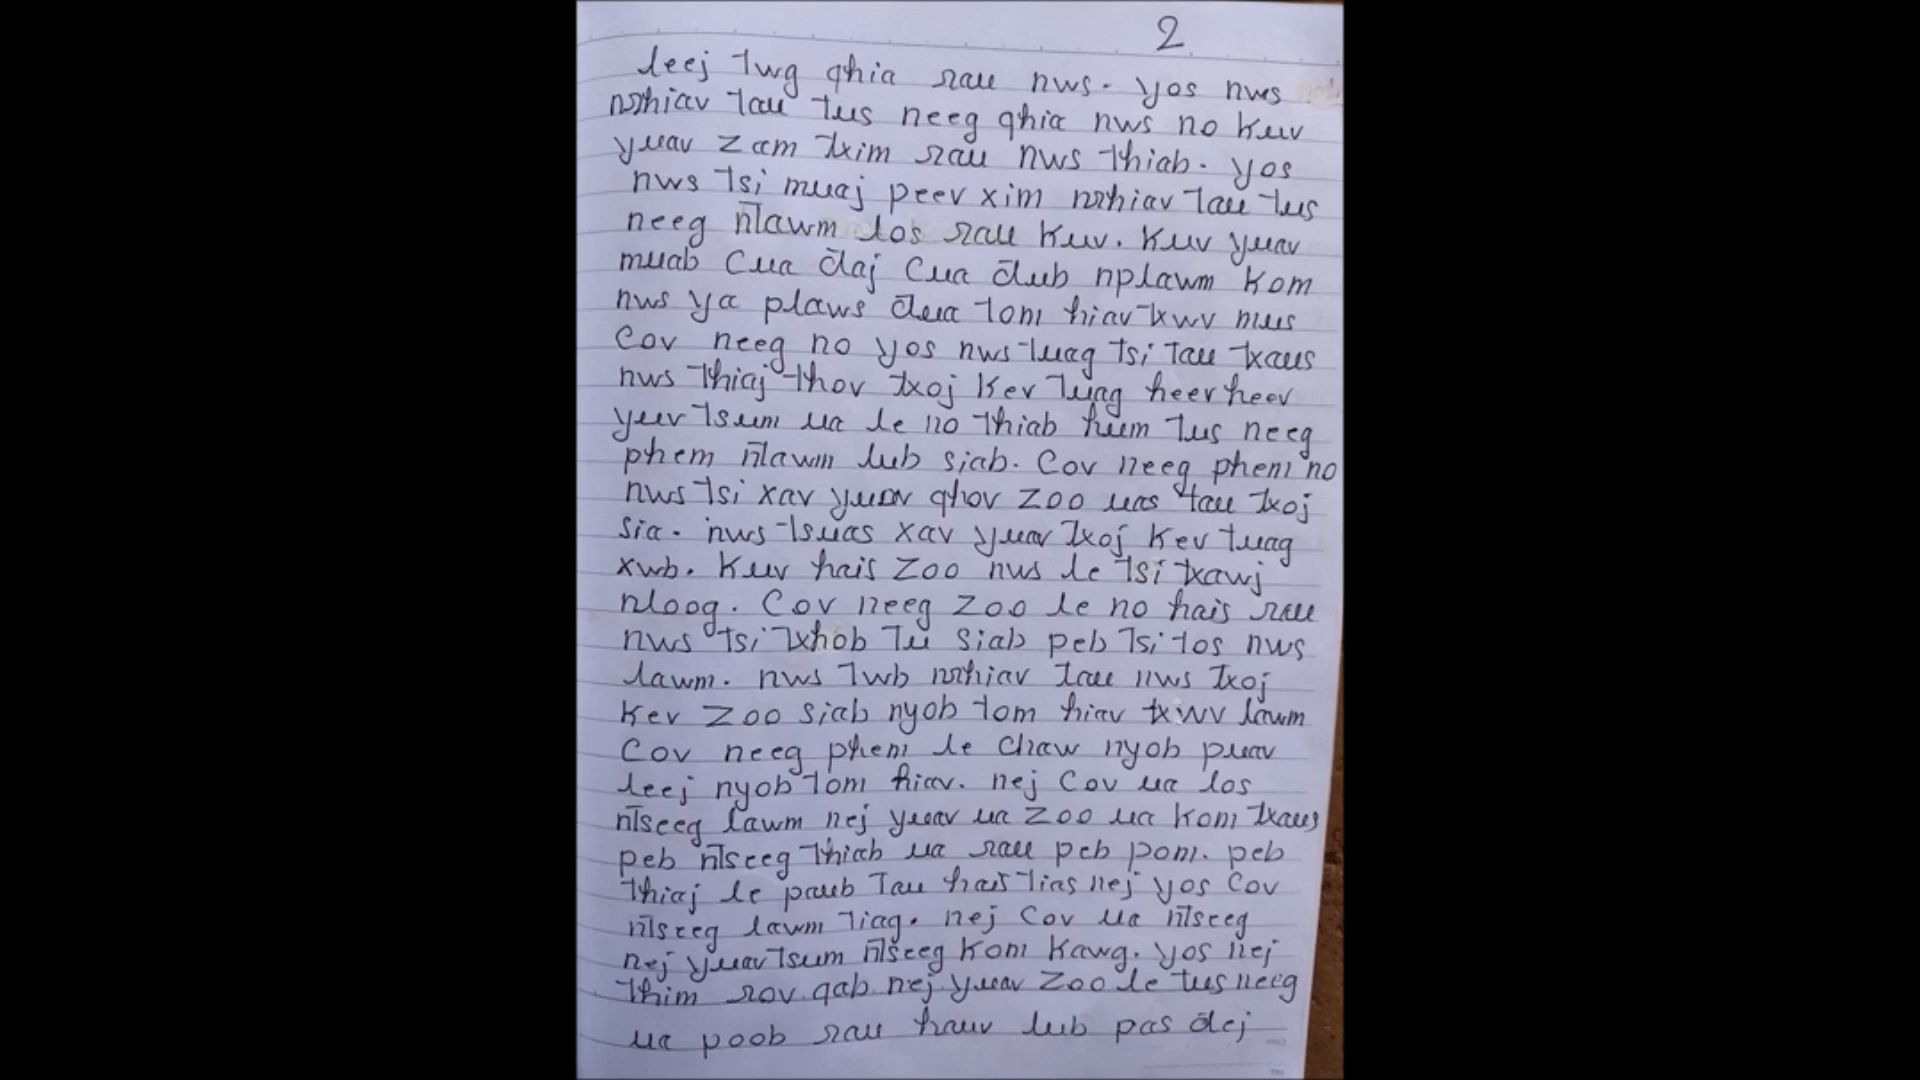 2
leej twg qhia rau nws. yos nws
nrhiav tau tus neeg qhia nws no kuv
yuav zam txim rau nws thiab. yos
nws tsi muaj peev xim nrhiav tau tus
neeg ntawm los rau kuv. kuv yuav
muab cua daj cua dub nplawm kom
nws ya plaws dua tom hiav txwv mus
Cov neeg no yos nws tuag tsi tau txaus
nws thiaj thov txoj kev tuag heev heev
yuv tsum ua le no thiab hum tus neeg
phem ntawm lub siab. Cov neeg phem no
nws tsi xav yuav qhov zoo uas tau txoj
sia. nws tsuas xav yuav txoj kev tuag
xwb. kuv hais zoo nws le tsi txawj
nloog. Cov neeg zoo le no hais rau
nws tsi txhob tu siab peb tsi tos nws
lawm. nws twb nrhiav tau nws txoj
kev zoo siab nyob tom hiav txwv lawm
Cov neeg phem le chaw nyob puav
leej nyob tom hiav. nej Cov ua los
ntseeg lawm nej yuav ua zoo ua kom txaus
peb ntseeg thiab ua rau peb pom. peb
thiaj le paub tau hais tias nej yos Cov
ntseeg lawm tiag. nej Cov ua ntseeg
nej yuav tsum ntseeg kom kawg. yos nej
thim rov qab nej yuav zoo le tus neeg
ua poob rau hauv lub pas dej